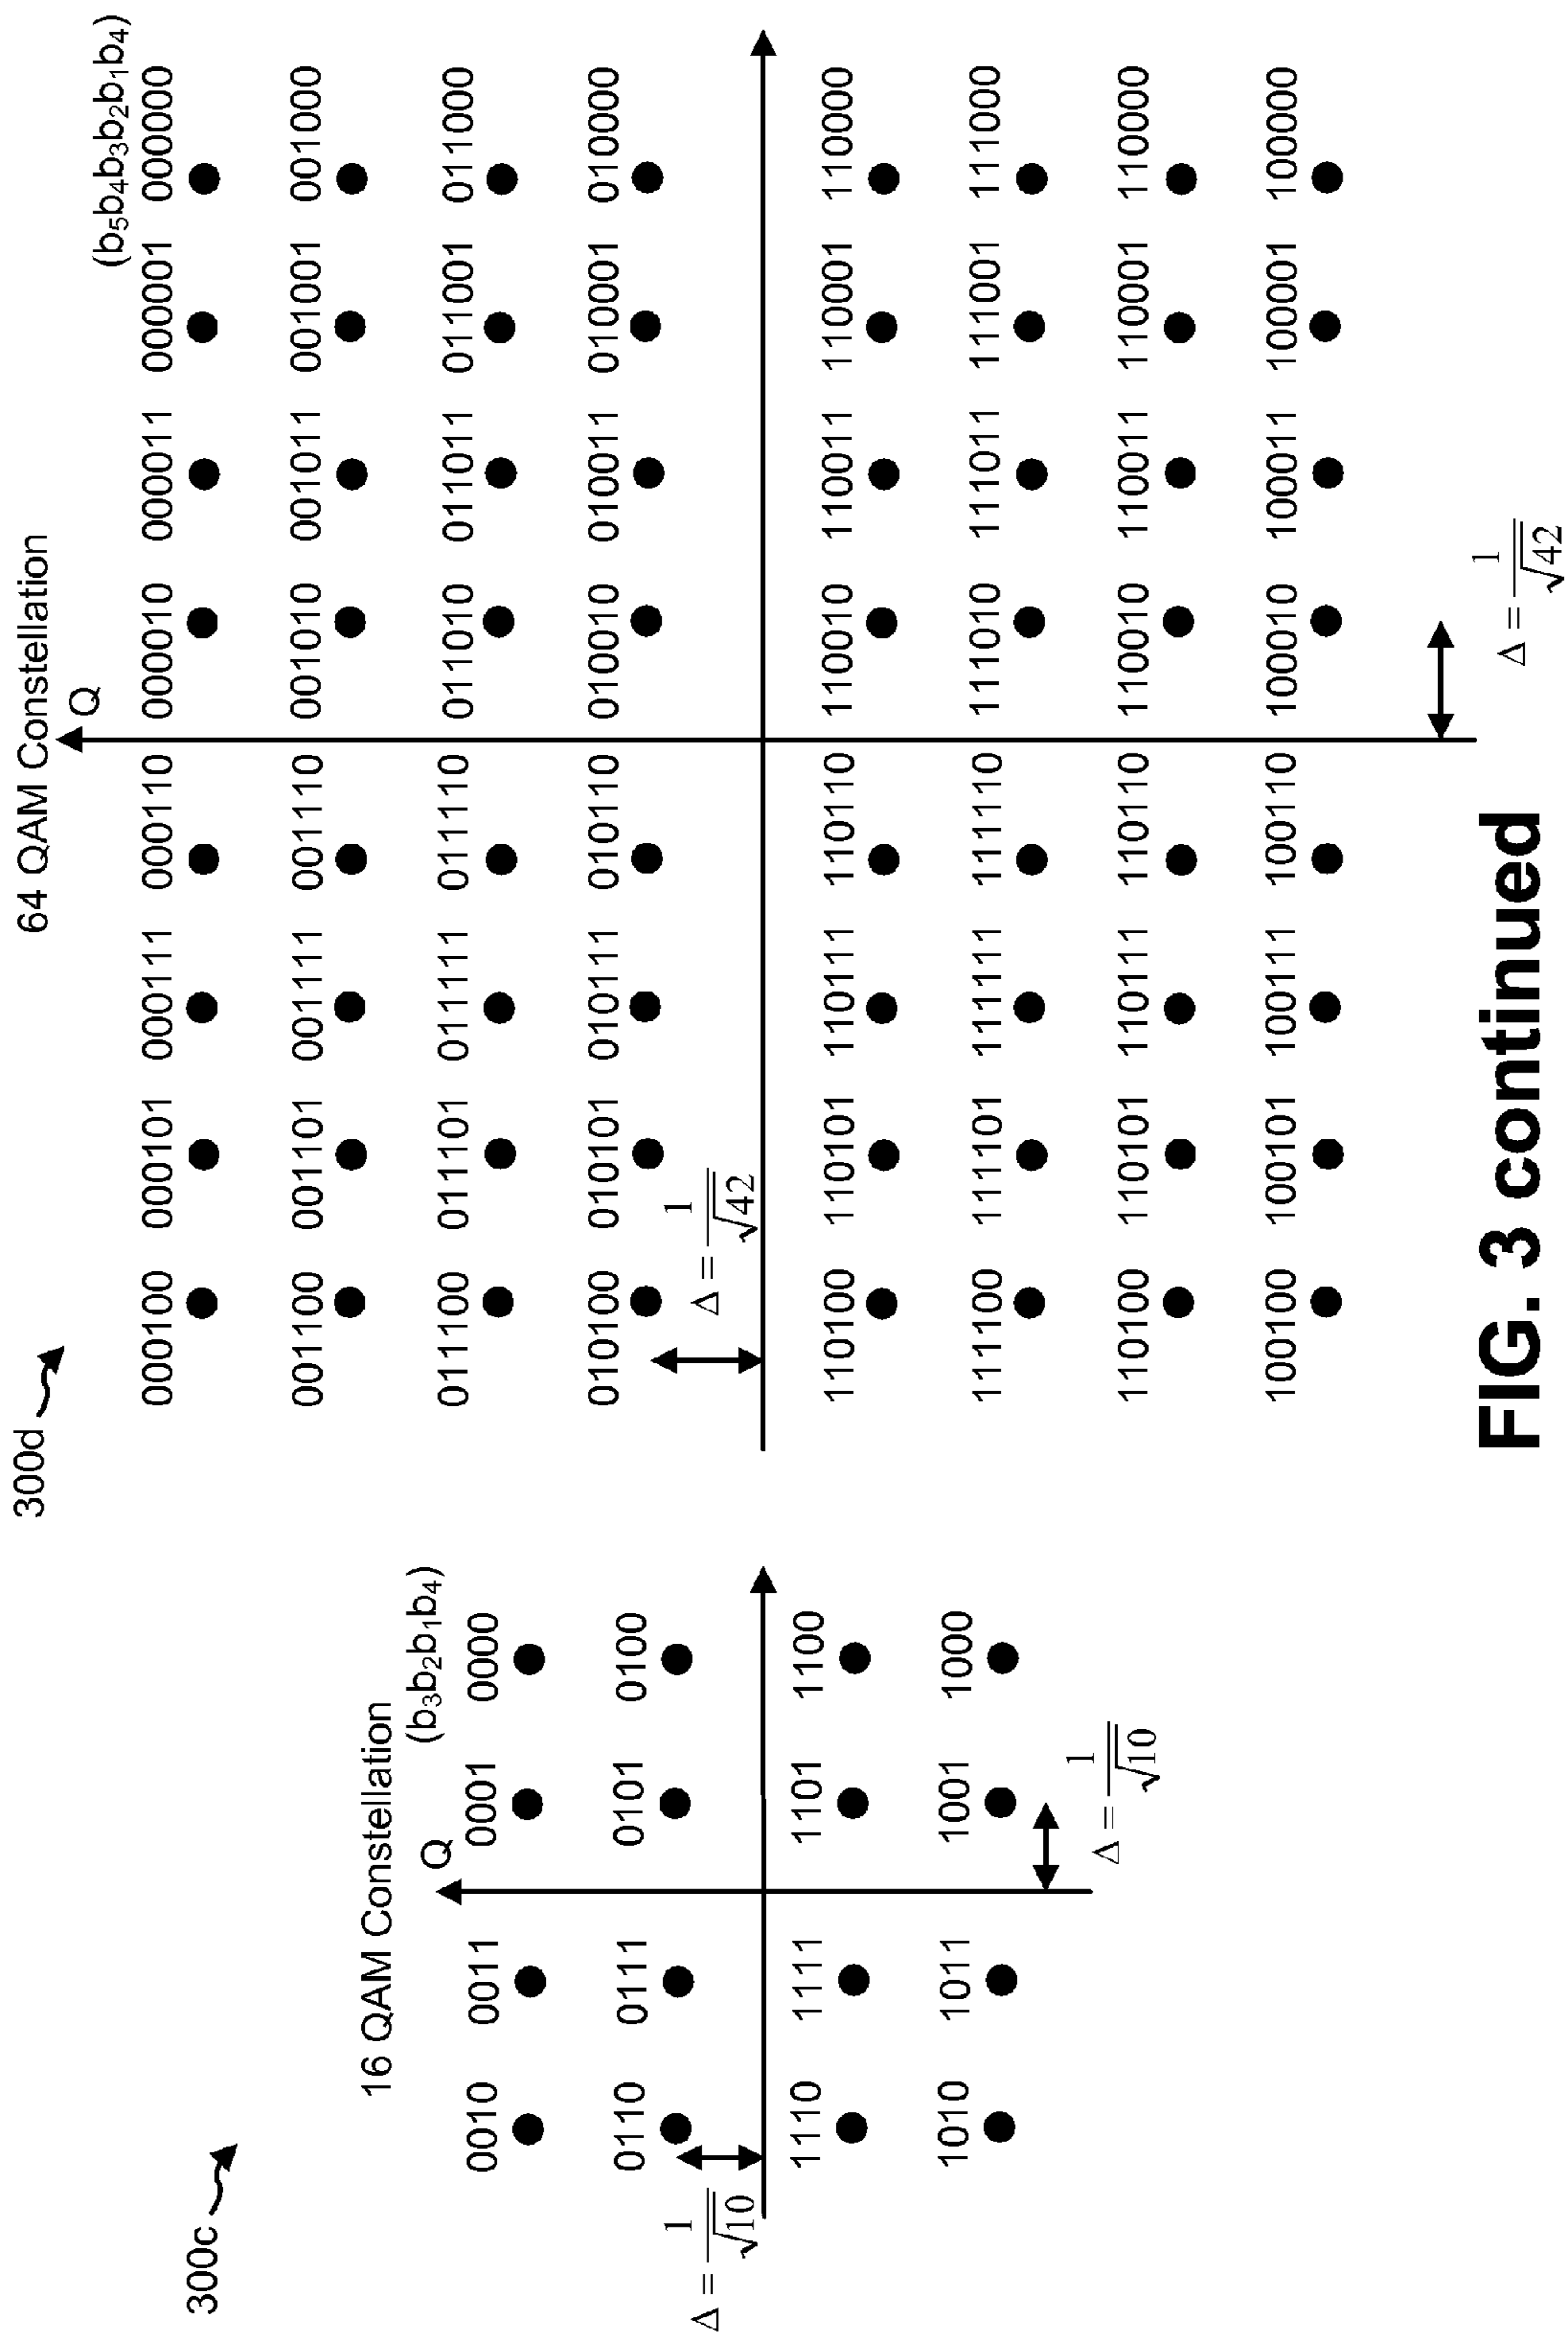 300c
16 QAM Constellation
Q
(b₃b₂b₁b₄)
0010 0011 0001 0000
0110 0111 0101 0100
Δ = 1/√10
1110 1111 1101 1100
1010 1011 1001 1000
Δ = 1/√10
300d
64 QAM Constellation
Q
(b₅b₄b₃b₂b₁b₄)
000100 000101 000111 000110 000010 000011 000001 000000
001100 001101 001111 001110 001010 001011 001001 001000
011100 011101 011111 011110 011010 011011 011001 011000
010100 010101 010111 010110 010010 010011 010001 010000
Δ = 1/√42
110100 110101 110111 110110 110010 110011 110001 110000
111100 111101 111111 111110 111010 111011 111001 111000
110100 110101 110111 110110 110010 110011 110001 110000
100100 100101 100111 100110 100010 100011 100001 100000
Δ = 1/√42
FIG. 3 continued